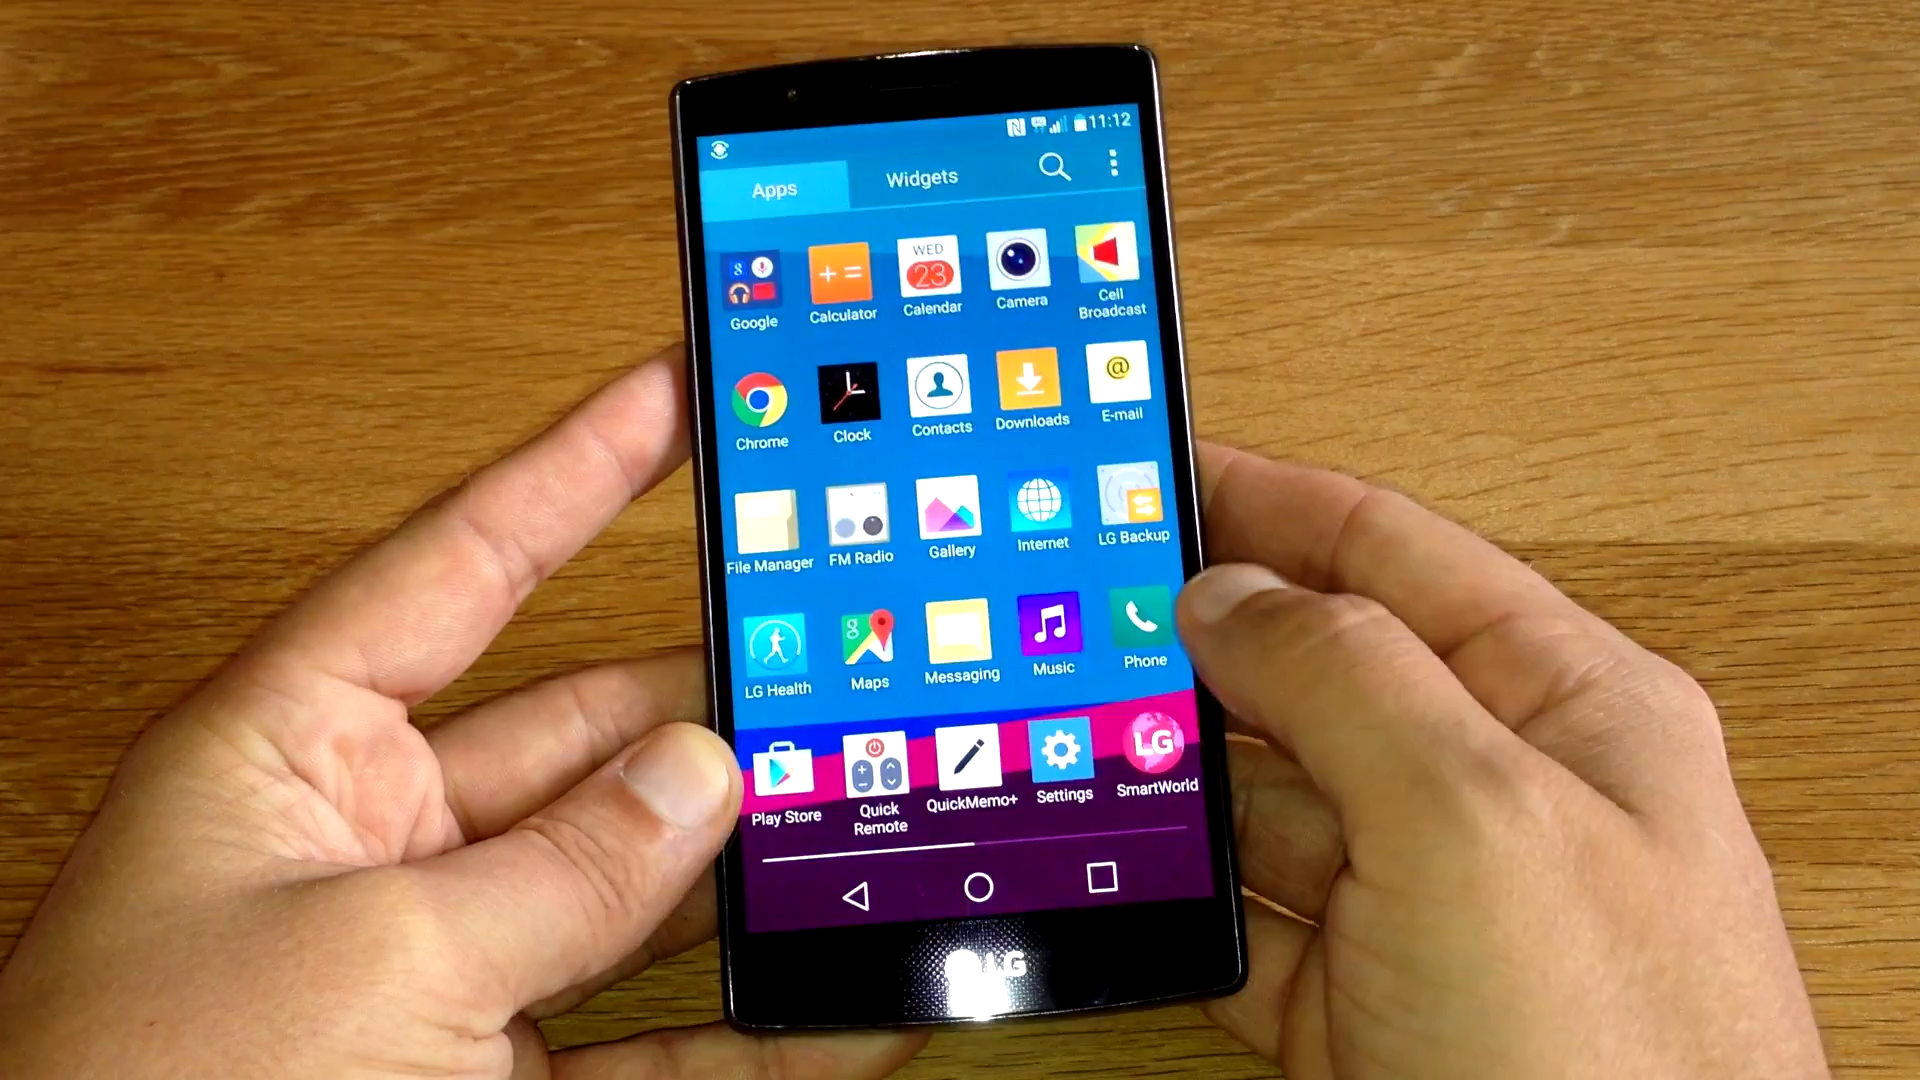 11:12
Apps
Widgets
WED
23
g
Google
+ =
Calculator
Calendar
Camera
Cell
Broadcast
Chrome
Clock
Contacts
Downloads
@
E-mail
File Manager
FM Radio
Gallery
Internet
LG Backup
LG Health
g
Maps
Messaging
Music
Phone
Play Store
Quick
Remote
QuickMemo+
Settings
LG
SmartWorld
LG